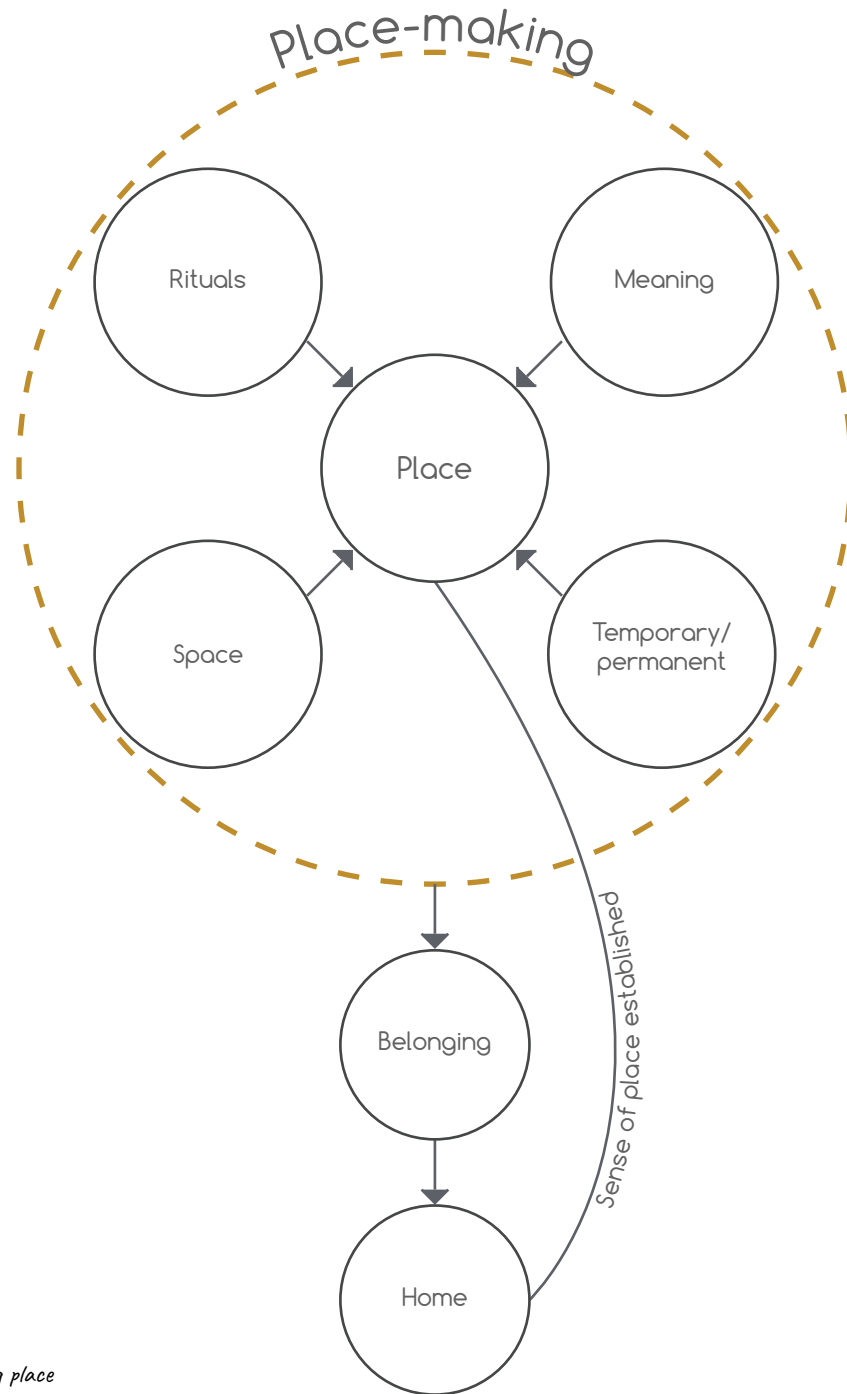 Place-making
Rituals
Meaning
Place
Space
Temporary/
permanent
Sense of place established
Belonging
Home
place